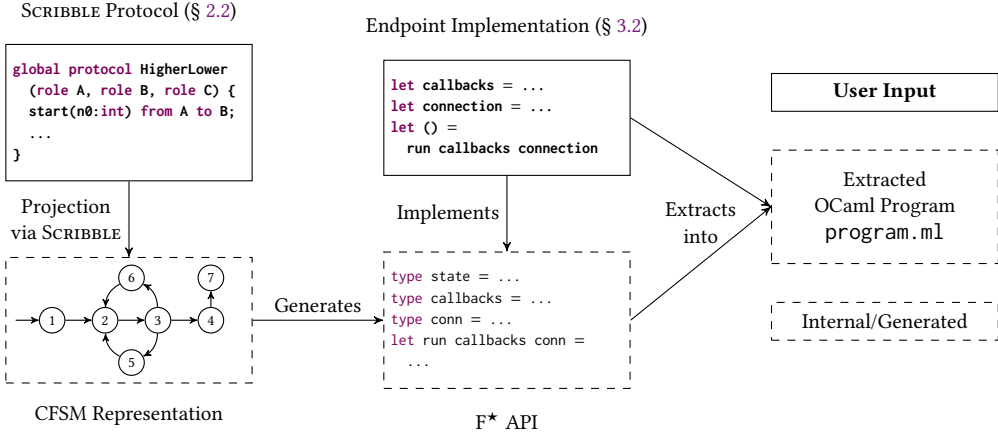 SCRIBBLE Protocol (§ 2.2)
global protocol HigherLower
(role A, role B, role C) {
start(n0:int) from A to B;
...
}
Projection
via SCRIBBLE
1
2
3
4
5
6
7
CFSM Representation
Generates
Endpoint Implementation (§ 3.2)
let callbacks = ...
let connection = ...
let () =
run callbacks connection
Implements
type state = ...
type callbacks = ...
type conn = ...
let run callbacks conn =
...
F★ API
Extracts
into
User Input
Extracted
OCaml Program
program.ml
Internal/Generated